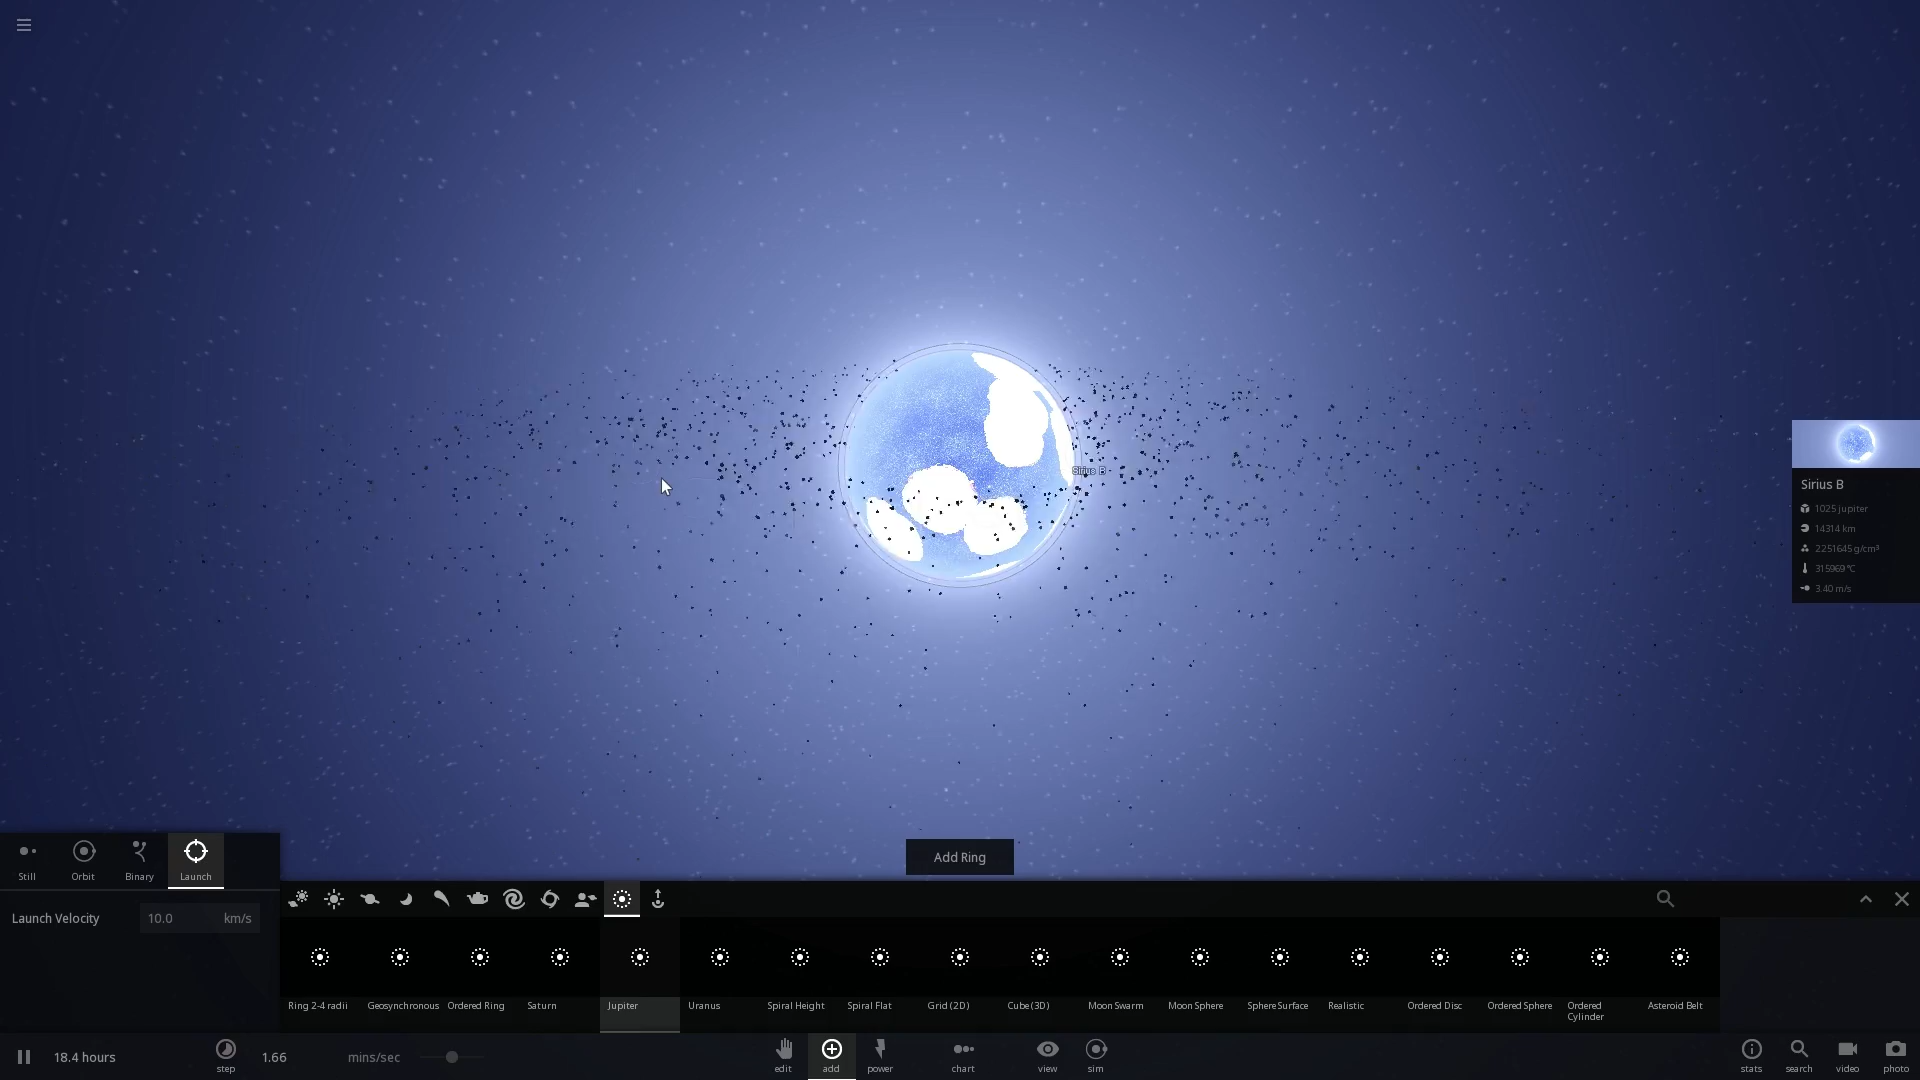 Sirius B
Sirius B
1025 jupiter
14314 km
2251645 g/cm³
315969 °C
3.40 m/s
Add Ring
Still
Orbit
Binary
Launch
Launch Velocity
10.0 km/s
Ring 2-4 radii
Geosynchronous
Ordered Ring
Saturn
Jupiter
Uranus
Spiral Height
Spiral Flat
Grid (2D)
Cube (3D)
Moon Swarm
Moon Sphere
Sphere Surface
Realistic
Ordered Disc
Ordered Sphere
Ordered
Cylinder
Asteroid Belt
18.4 hours
step
1.66 mins/sec
edit
add
power
chart
view
sim
stats
search
video
photo